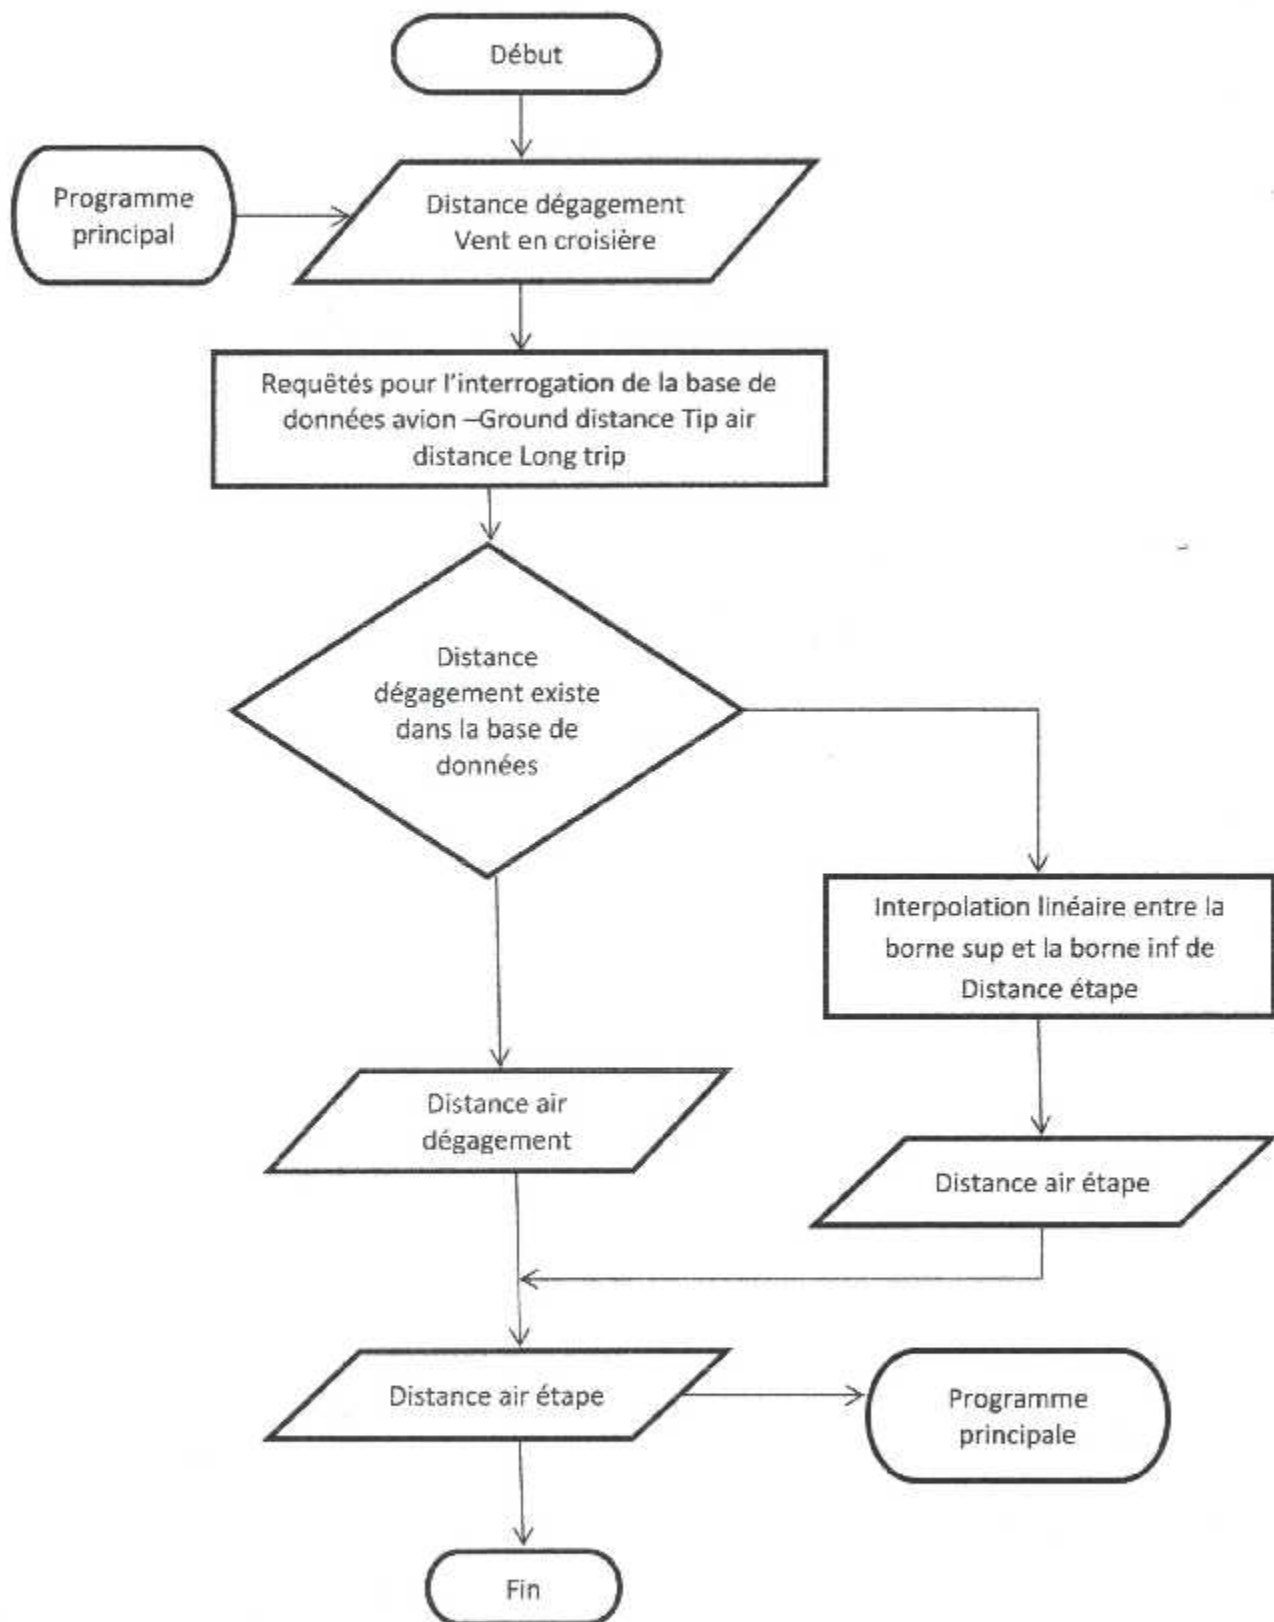 Début
Programme
principal
Distance dégagement
Vent en croisière
Requêtés pour l'interrogation de la base de
données avion –Ground distance Tip air
distance Long trip
Distance
dégagement existe
dans la base de
données
Interpolation linéaire entre la
borne sup et la borne inf de
Distance étape
Distance air
dégagement
Distance air étape
Distance air étape
Programme
principale
Fin